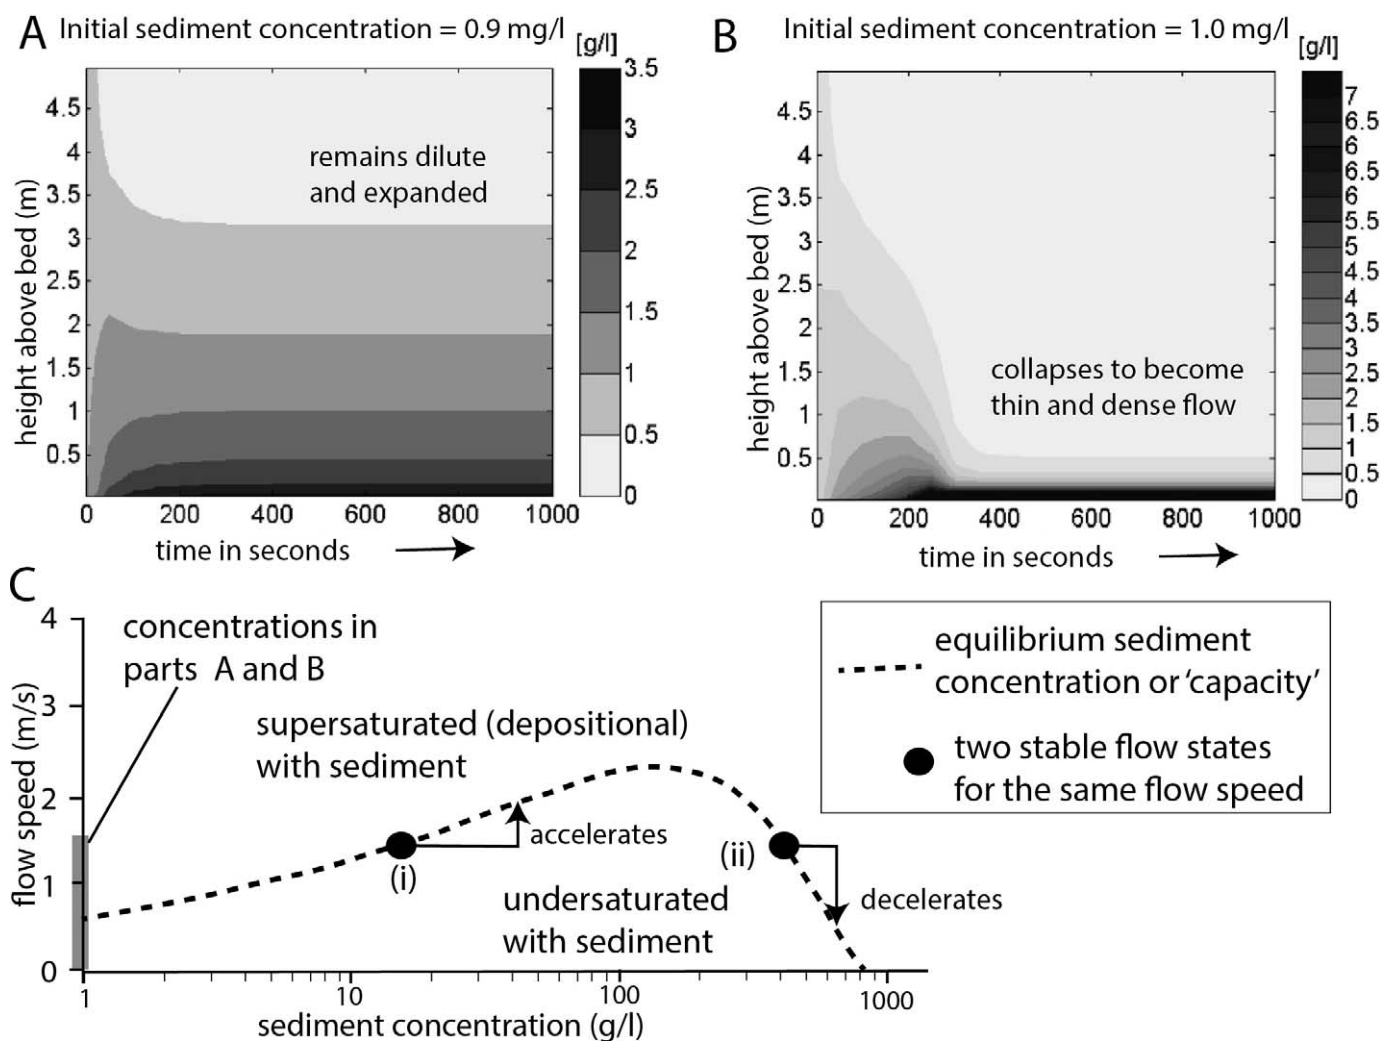 A Initial sediment concentration = 0.9 mg/l
[g/l]
height above bed (m)
4.5
4
3.5
3
2.5
2
1.5
1
0.5
remains dilute
and expanded
3.5
3
2.5
2
1.5
1
0.5
0
0 200 400 600 800 1000
time in seconds
B Initial sediment concentration = 1.0 mg/l
[g/l]
height above bed (m)
4.5
4
3.5
3
2.5
2
1.5
1
0.5
collapses to become
thin and dense flow
7
6.5
6
6.5
6
5.5
5
4.5
4
3.5
3
2.5
2
1.5
1
0.5
0
0 200 400 600 800 1000
time in seconds
C
flow speed (m/s)
4
3
2
1
0
concentrations in
parts A and B
supersaturated (depositional)
with sediment
accelerates
(i)
(ii)
undersaturated
with sediment
decelerates
1 10 100 1000
sediment concentration (g/l)
equilibrium sediment
concentration or 'capacity'
two stable flow states
for the same flow speed